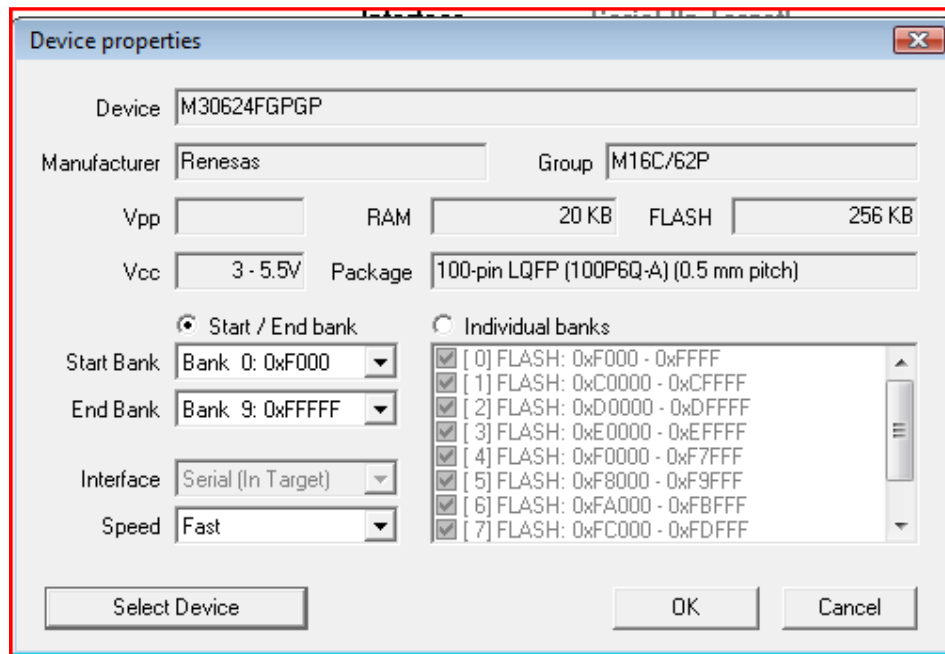 Device properties
Device M30624FGPGP
Manufacturer Renesas Group M16C/62P
Vpp RAM 20 KB FLASH 256 KB
Vcc 3 - 5.5V Package 100-pin LQFP (100P6Q-A) (0.5 mm pitch)
Start / End bank Individual banks
Start Bank Bank 0: 0xF000
End Bank Bank 9: 0xFFFFF
[ 0] FLASH: 0xF000 - 0xFFFF
[ 1] FLASH: 0xC0000 - 0xCFFFF
[ 2] FLASH: 0xD0000 - 0xDFFFF
[ 3] FLASH: 0xE0000 - 0xEFFFF
[ 4] FLASH: 0xF0000 - 0xF7FFF
[ 5] FLASH: 0xF8000 - 0xF9FFF
[ 6] FLASH: 0xFA000 - 0xFBFFF
[ 7] FLASH: 0xFC000 - 0xFDFFF
Interface Serial (In Target)
Speed Fast
Select Device OK Cancel